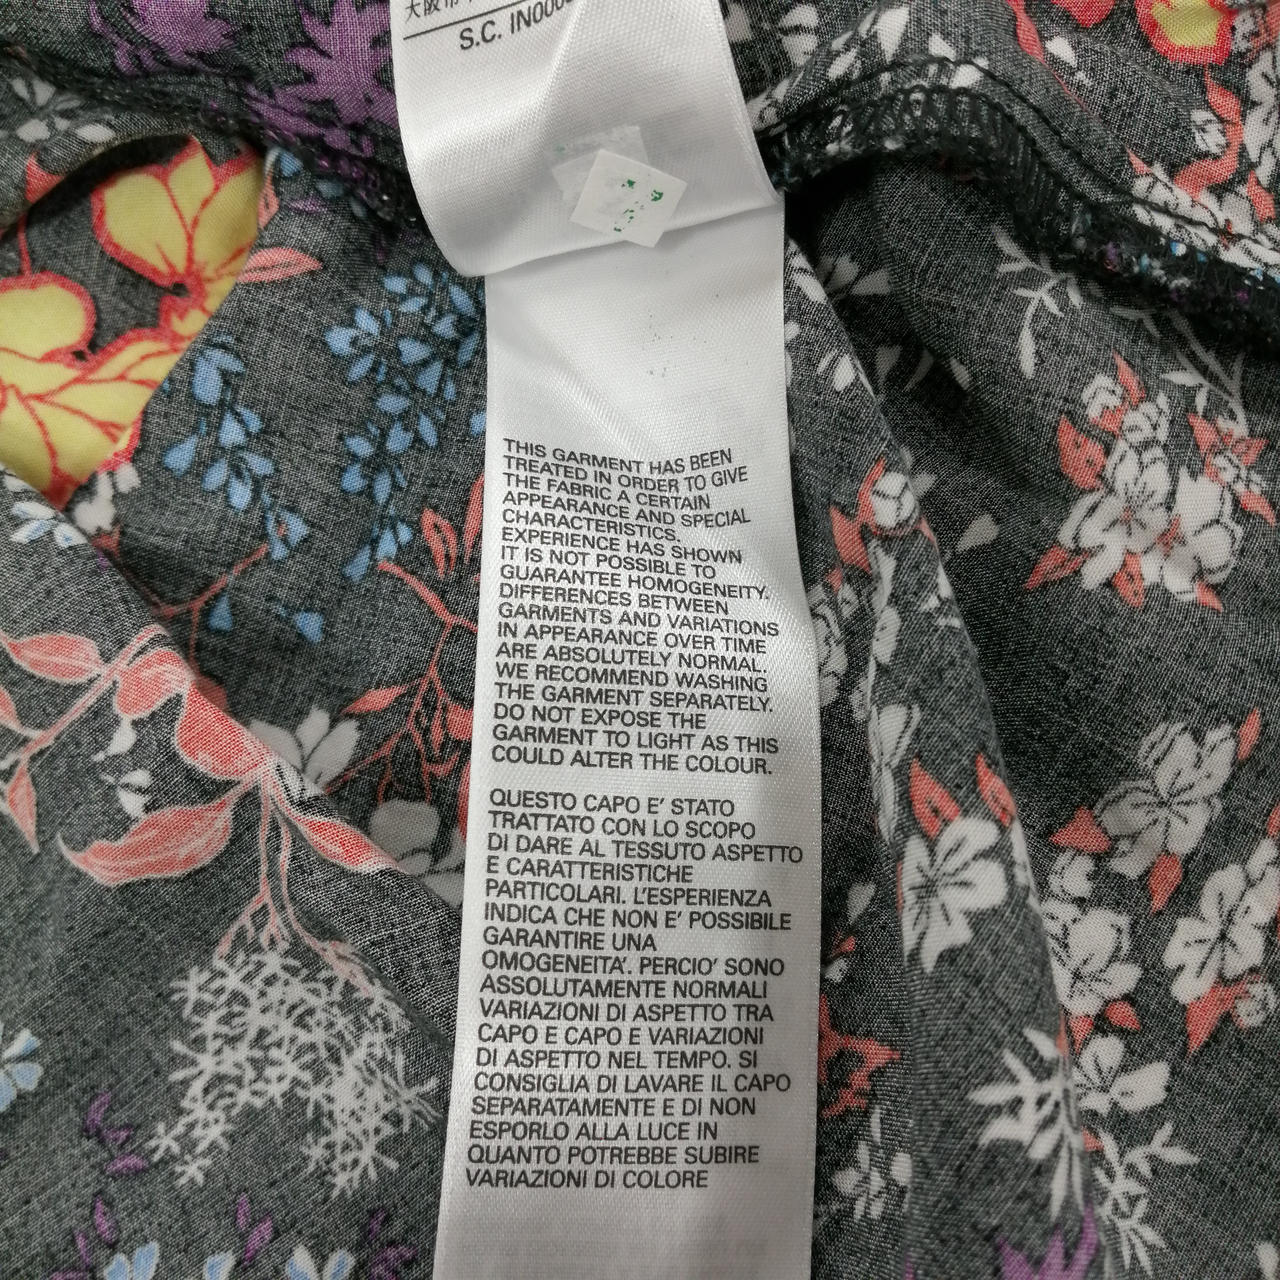 大阪市
S.C. IN000
THIS GARMENT HAS BEEN
TREATED IN ORDER TO GIVE
THE FABRIC A CERTAIN
APPEARANCE AND SPECIAL
CHARACTERISTICS.
EXPERIENCE HAS SHOWN
IT IS NOT POSSIBLE TO
GUARANTEE HOMOGENEITY.
DIFFERENCES BETWEEN
GARMENTS AND VARIATIONS
IN APPEARANCE OVER TIME
ARE ABSOLUTELY NORMAL.
WE RECOMMEND WASHING
THE GARMENT SEPARATELY.
DO NOT EXPOSE THE
GARMENT TO LIGHT AS THIS
COULD ALTER THE COLOUR.
QUESTO CAPO E' STATO
TRATTATO CON LO SCOPO
DI DARE AL TESSUTO ASPETTO
E CARATTERISTICHE
PARTICOLARI. L'ESPERIENZA
INDICA CHE NON E' POSSIBILE
GARANTIRE UNA
OMOGENEITA'. PERCIO' SONO
ASSOLUTAMENTE NORMALI
VARIAZIONI DI ASPETTO TRA
CAPO E CAPO E VARIAZIONI
DI ASPETTO NEL TEMPO. SI
CONSIGLIA DI LAVARE IL CAPO
SEPARATAMENTE E DI NON
ESPORLO ALLA LUCE IN
QUANTO POTREBBE SUBIRE
VARIAZIONI DI COLORE